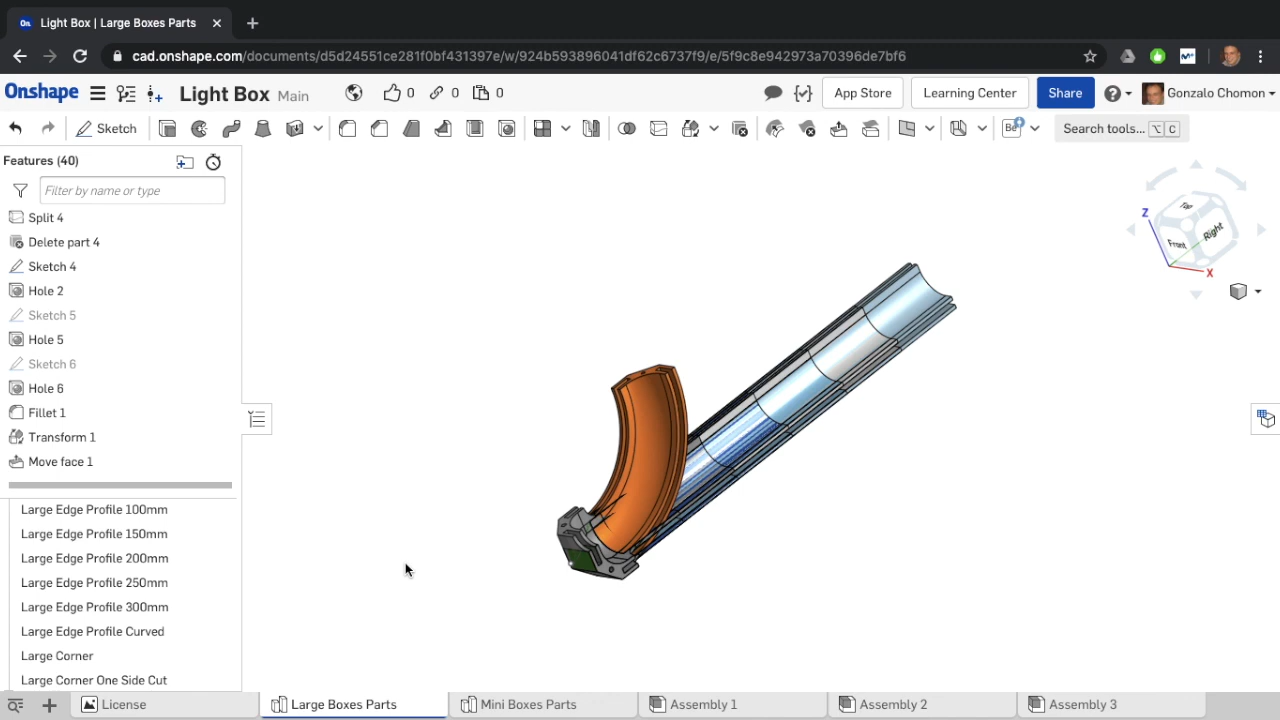 On Light Box | Large Boxes Parts
cad.onshape.com/documents/d5d24551ce281f0bf431397e/w/924b593896041df62c6737f9/e/5f9c8e942973a70396de7bf6
Onshape Light Box Main 0 0 0 App Store Learning Center Share Gonzalo Chomon
Sketch Be Search tools... ⌥ C
Features (40)
Filter by name or type
Split 4
Delete part 4
Sketch 4
Hole 2
Sketch 5
Hole 5
Sketch 6
Hole 6
Fillet 1
Transform 1
Move face 1
Large Edge Profile 100mm
Large Edge Profile 150mm
Large Edge Profile 200mm
Large Edge Profile 250mm
Large Edge Profile 300mm
Large Edge Profile Curved
Large Corner
Large Corner One Side Cut
Z
Top
Front
Right
X
License Large Boxes Parts Mini Boxes Parts Assembly 1 Assembly 2 Assembly 3